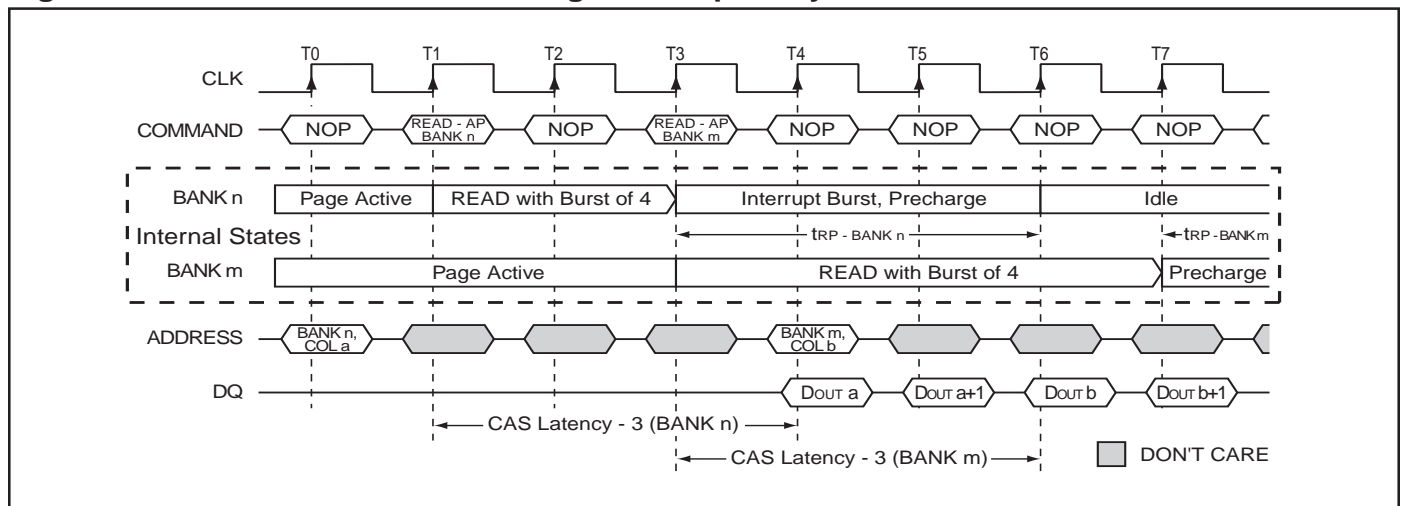 T0 T1 T2 T3 T4 T5 T6 T7
CLK
COMMAND NOP READ - AP BANK n NOP READ - AP BANK m NOP NOP NOP NOP
BANK n Page Active READ with Burst of 4 Interrupt Burst, Precharge Idle
Internal States tRP - BANK n tRP - BANK m
BANK m Page Active READ with Burst of 4 Precharge
ADDRESS BANK n, COL a BANK m, COL b
DQ DOUT a DOUT a+1 DOUT b DOUT b+1
CAS Latency - 3 (BANK n)
CAS Latency - 3 (BANK m) DON'T CARE